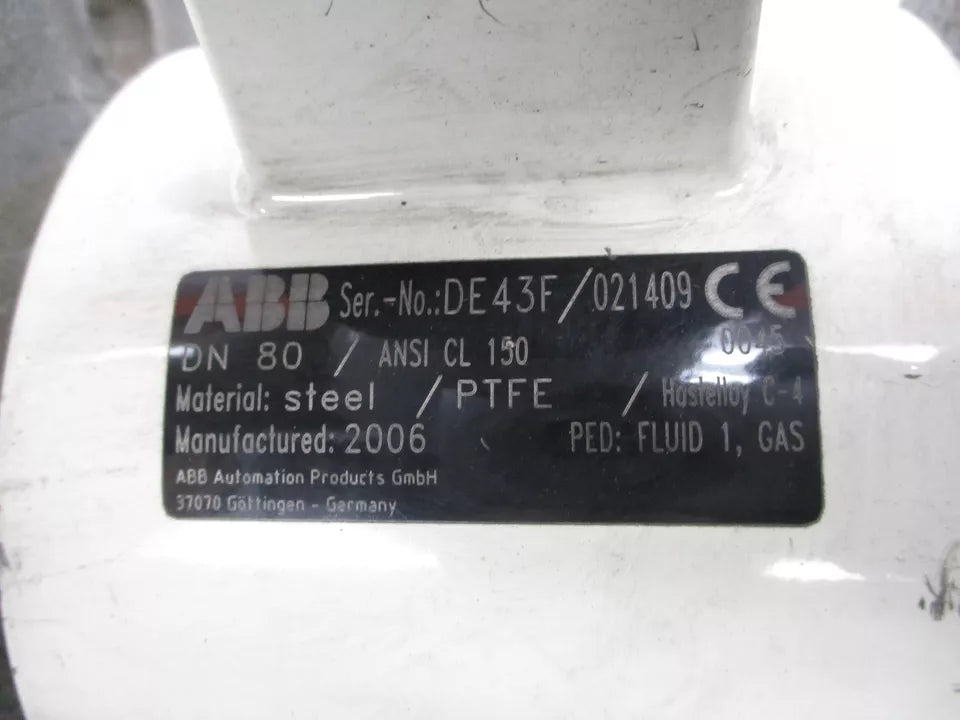 ABB Ser.-No.:DE43F/021409 CE
DN 80 / ANSI CL 150 0045
Material: steel / PTFE / Hastelloy C-4
Manufactured: 2006 PED: FLUID 1, GAS
ABB Automation Products GmbH
37070 Göttingen - Germany